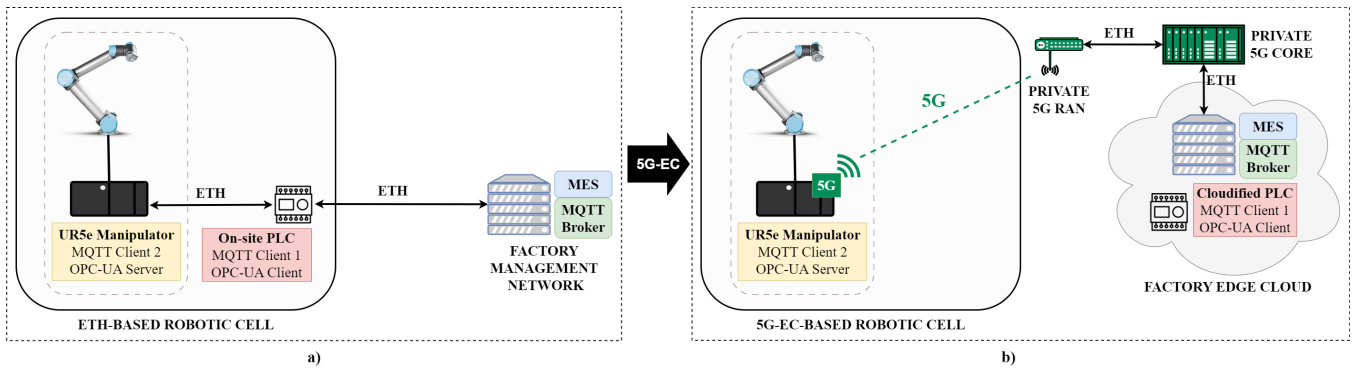 ETH
ETH
UR5e Manipulator
MQTT Client 2
OPC-UA Server
On-site PLC
MQTT Client 1
OPC-UA Client
MES
MQTT
Broker
FACTORY
MANAGEMENT
NETWORK
ETH-BASED ROBOTIC CELL
a)
5G-EC
5G
5G
UR5e Manipulator
MQTT Client 2
OPC-UA Server
5G-EC-BASED ROBOTIC CELL
PRIVATE
5G RAN
ETH
PRIVATE
5G CORE
ETH
MES
MQTT
Broker
Cloudified PLC
MQTT Client 1
OPC-UA Client
FACTORY EDGE CLOUD
b)